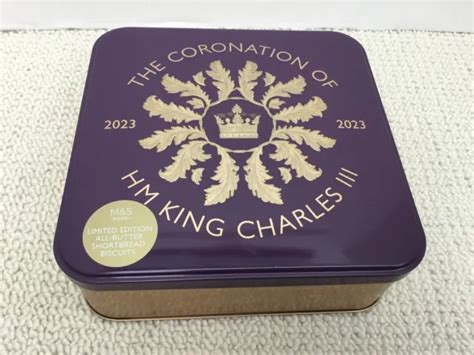 THE CORONATION OF
2023
2023
HM KING CHARLES III
M&S
LIMITED EDITION
ALL-BUTTER
SHORTBREAD
BISCUITS